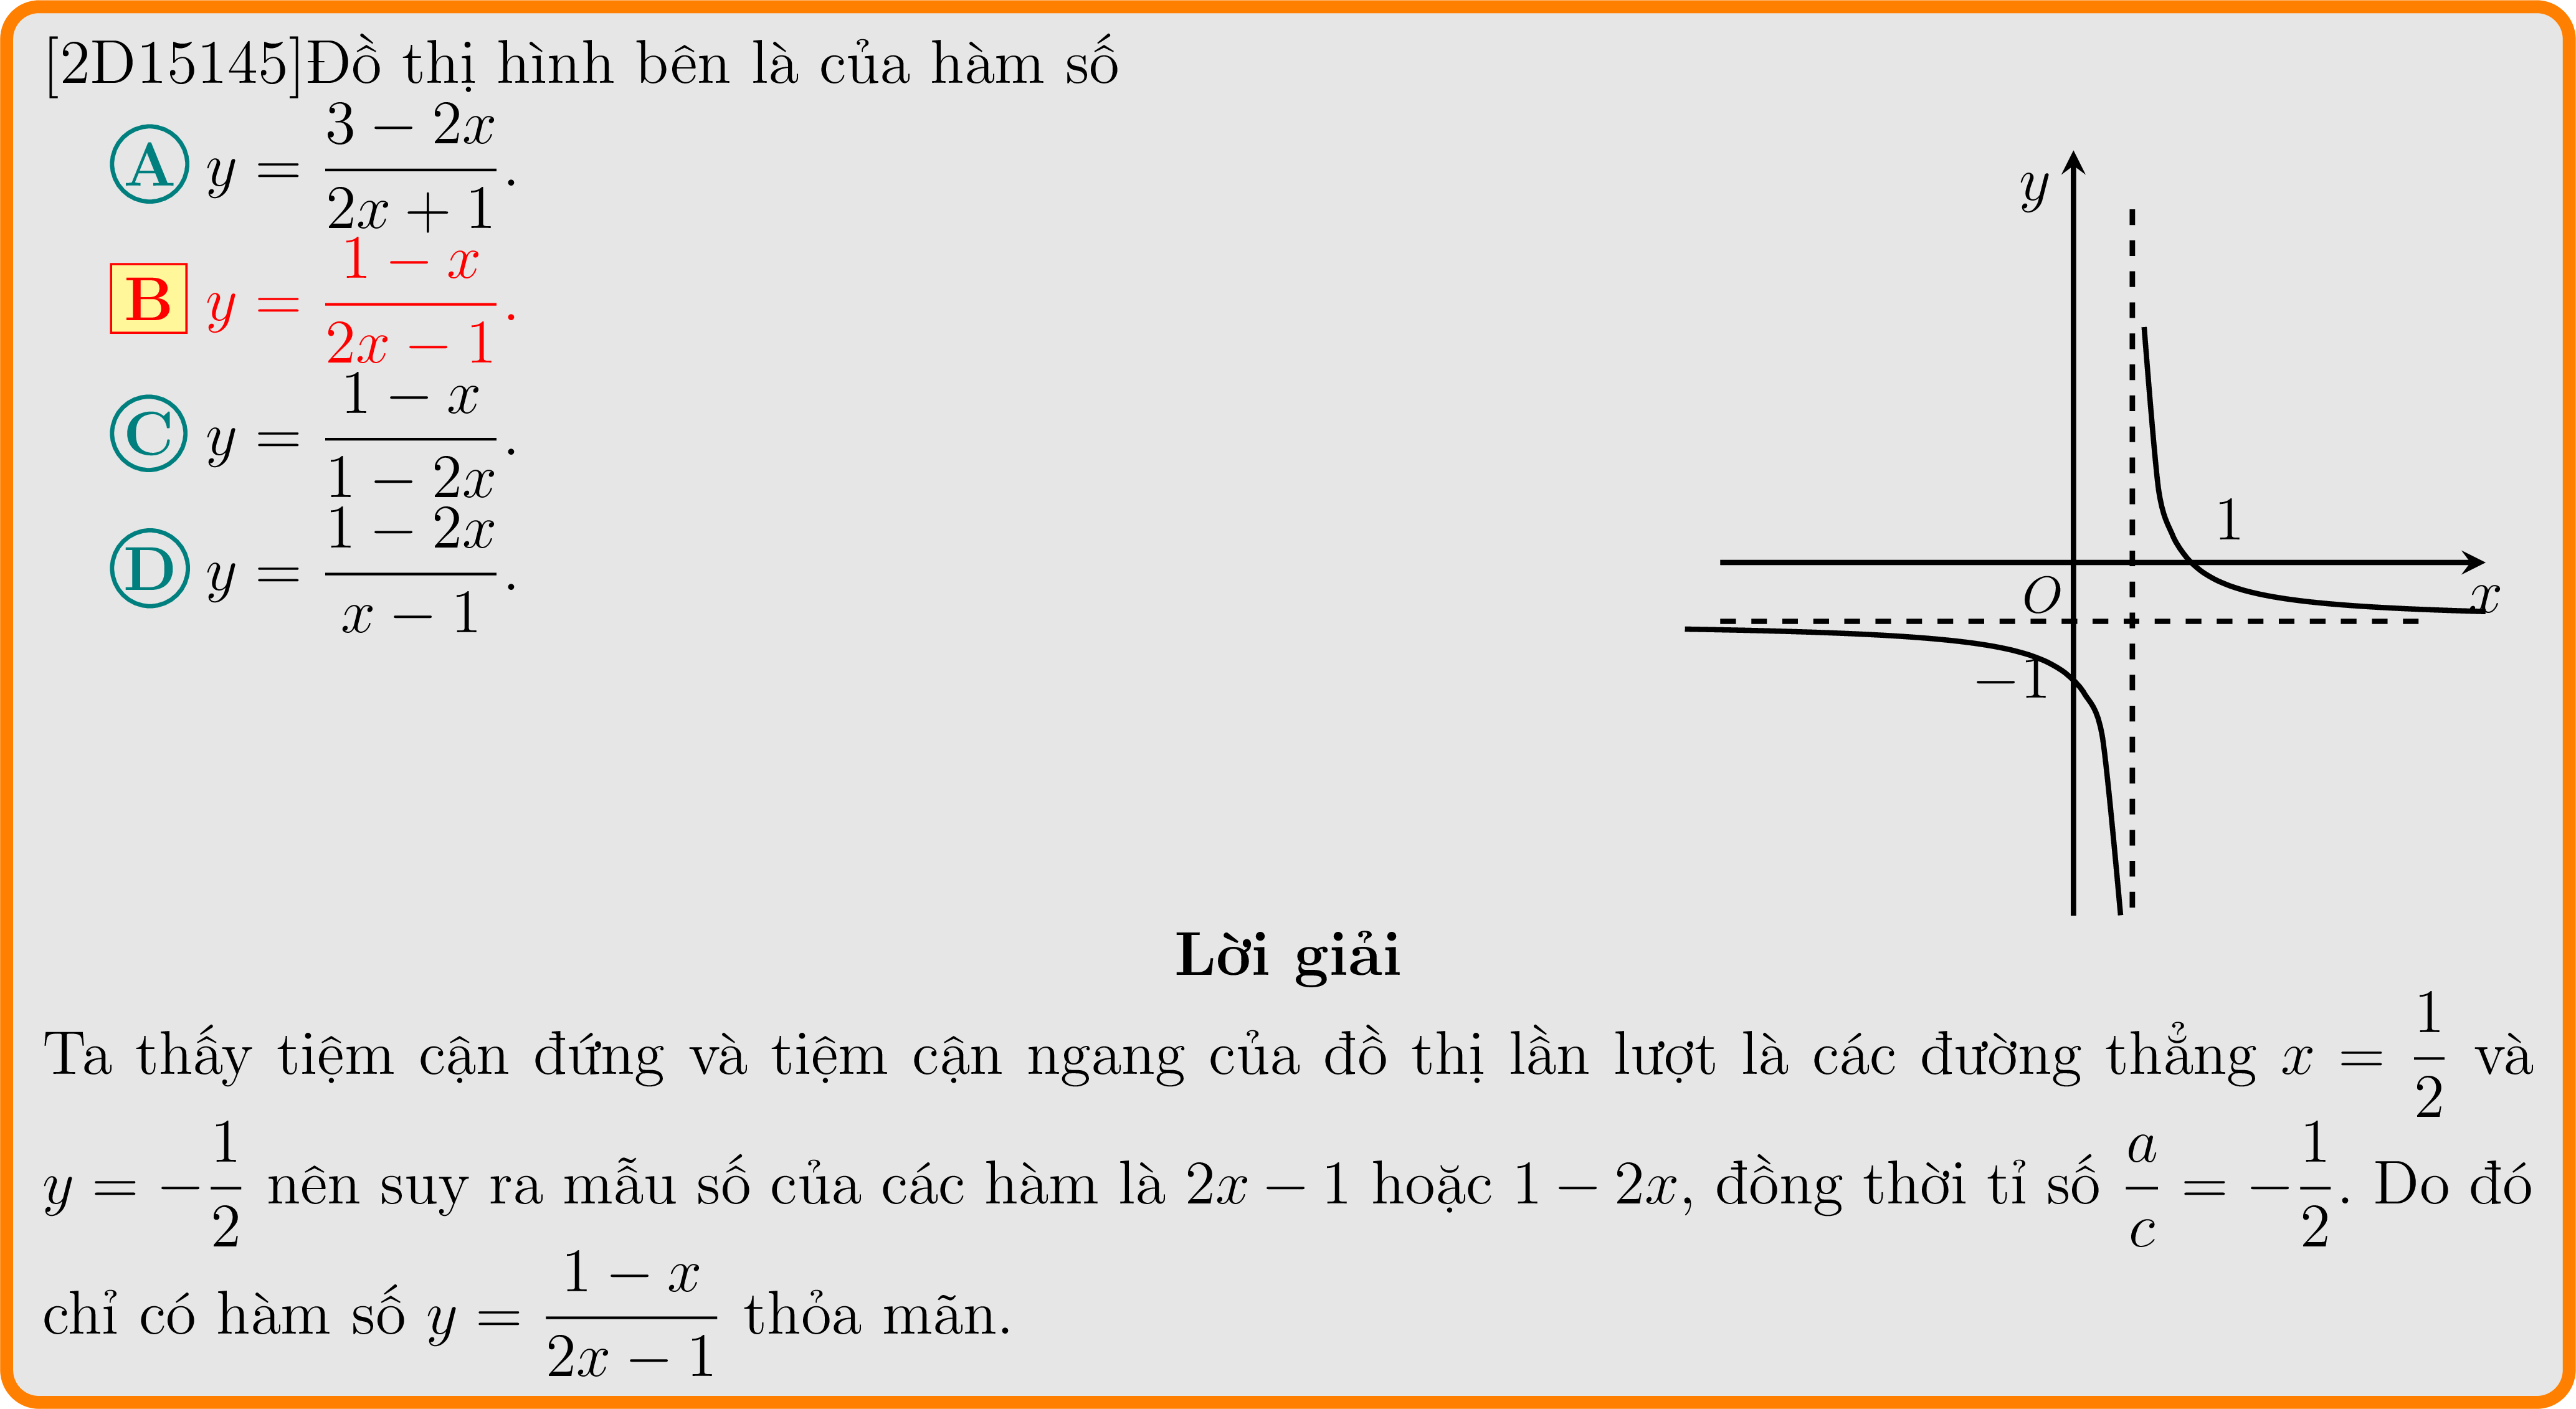 [2D15145]Đồ thị hình bên là của hàm số
A y = \frac{3 − 2x}{2x + 1}.
B y = \frac{1 − x}{2x − 1}.
C y = \frac{1 − x}{1 − 2x}.
D y = \frac{1 − 2x}{x − 1}.
y
1
O
x
−1
Lời giải
Ta thấy tiệm cận đứng và tiệm cận ngang của đồ thị lần lượt là các đường thẳng x = \frac{1}{2} và
y = −\frac{1}{2} nên suy ra mẫu số của các hàm là 2x − 1 hoặc 1 − 2x, đồng thời tỉ số \frac{a}{c} = −\frac{1}{2}. Do đó
chỉ có hàm số y = \frac{1 − x}{2x − 1} thỏa mãn.